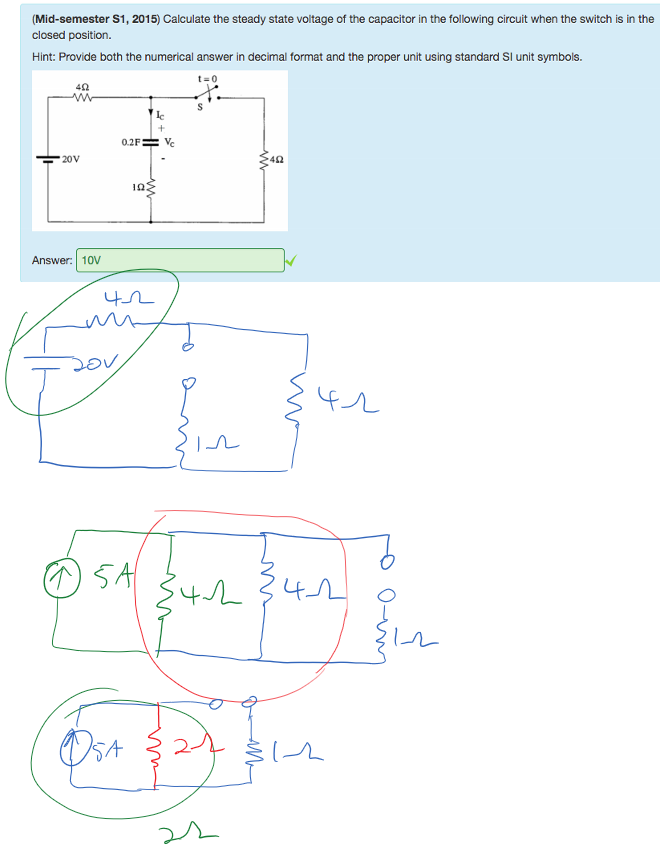 (Mid-semester S1, 2015) Calculate the steady state voltage of the capacitor in the following circuit when the switch is in the
closed position.
Hint: Provide both the numerical answer in decimal format and the proper unit using standard SI unit symbols.
t=0
4Ω
S
Ic
+
0.2F
Vc
-
20V
4Ω
1Ω
Answer: 10V
4Ω
20V
4Ω
1Ω
5A
4Ω
4Ω
1Ω
5A
2Ω
1Ω
2Ω